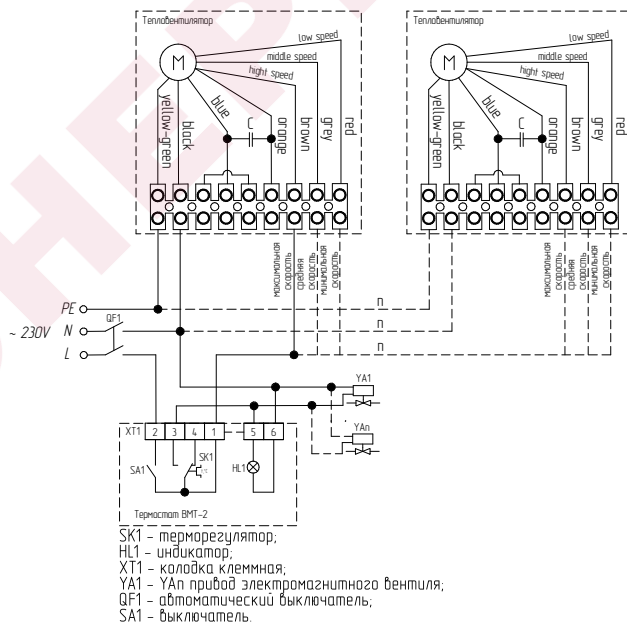 Тепловентилятор
Тепловентилятор
low speed
middle speed
hight speed
M
yellow-green
black
blue
C
orange
brown
grey
red
low speed
middle speed
hight speed
M
yellow-green
black
blue
C
orange
brown
grey
red
максимальная
скорость
средняя
скорость
минимальная
скорость
максимальная
скорость
средняя
скорость
минимальная
скорость
PE
n
~ 230V
N
QF1
n
L
n
YA1
YAn
XT1
2
3
4
1
5
6
SA1
SK1
t°C
HL1
Термостат ВМТ-2
SK1 - терморегулятор;
HL1 - индикатор;
XT1 - колодка клеммная;
YA1 - YAn привод электромагнитного вентиля;
QF1 - автоматический выключатель;
SA1 - выключатель.